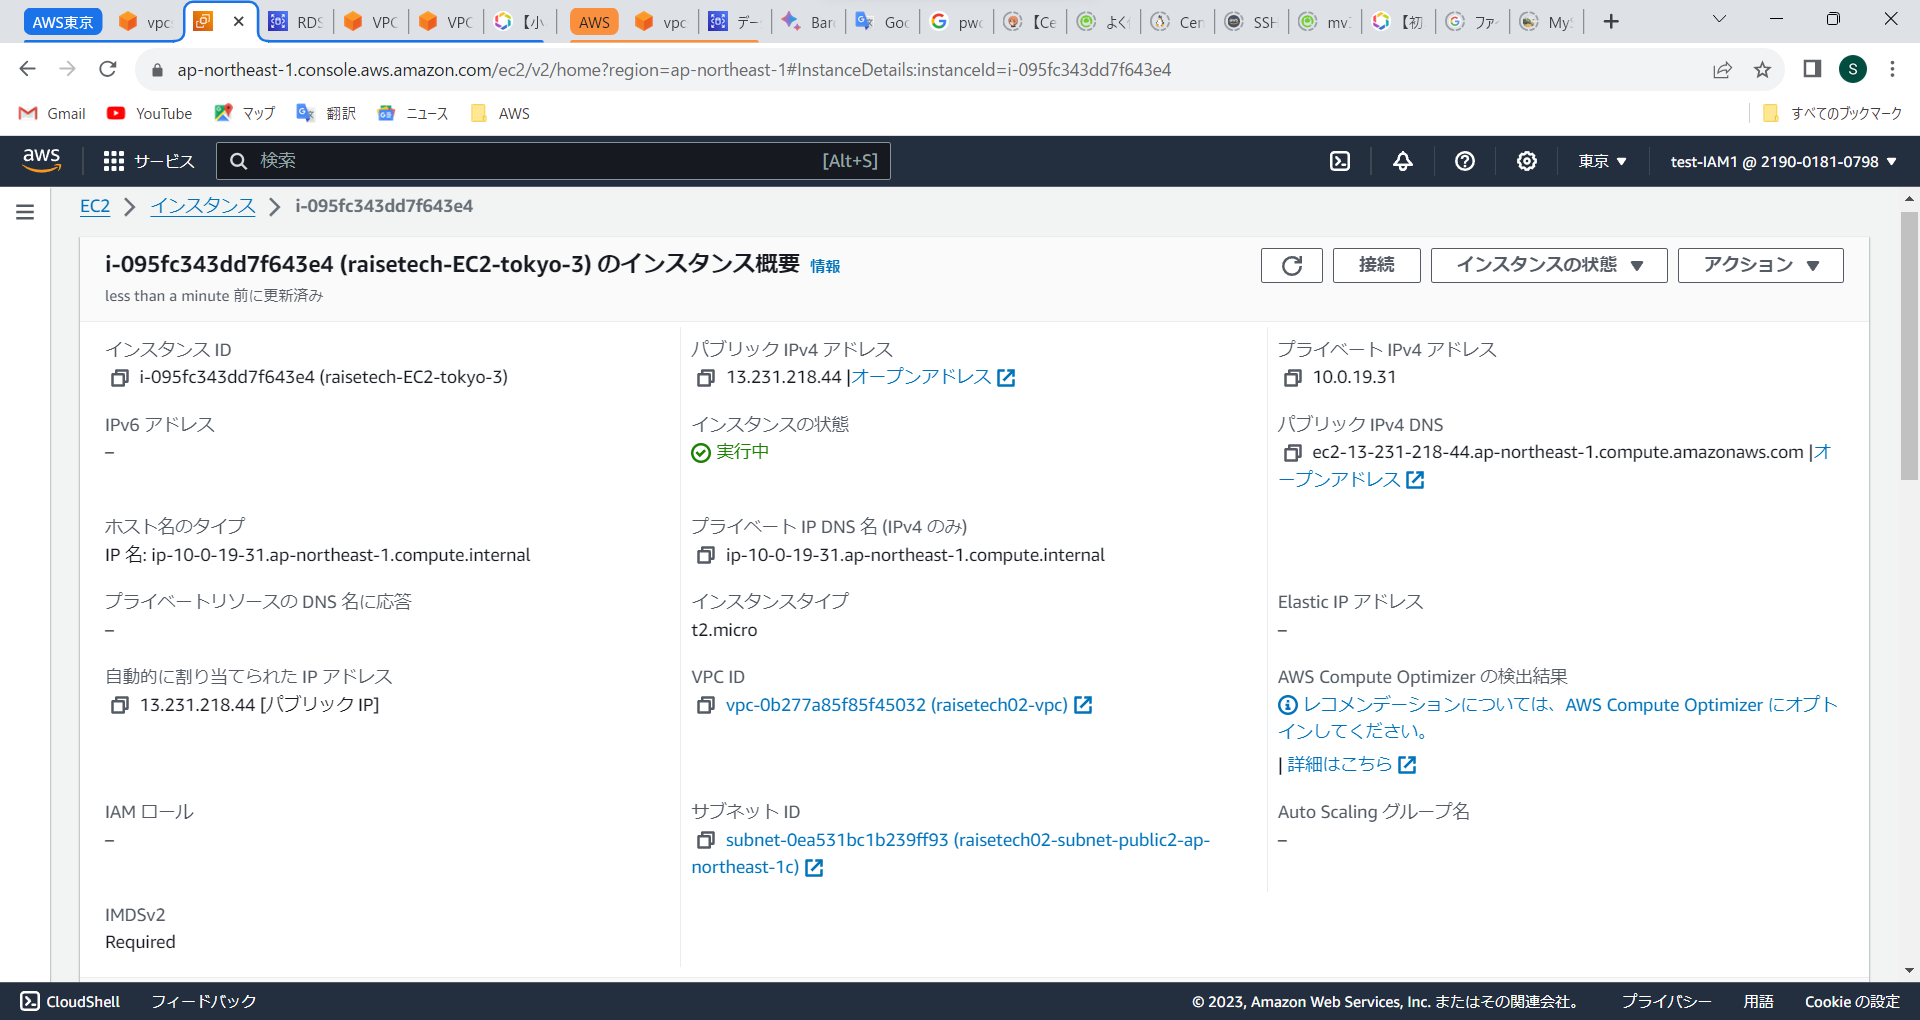 AWS東京
vpc
RDS
VPC
VPC
【小
AWS
vpc
デー
Bar
Goo
pwc
【Ce
よく
Cen
SSH
mv
【初
ファ
My
ap-northeast-1.console.aws.amazon.com/ec2/v2/home?region=ap-northeast-1#InstanceDetails:instanceId=i-095fc343dd7f643e4
S
Gmail
YouTube
マップ
翻訳
ニュース
AWS
すべてのブックマーク
aws
サービス
検索
[Alt+S]
東京
test-IAM1 @ 2190-0181-0798
EC2
インスタンス
i-095fc343dd7f643e4
i-095fc343dd7f643e4 (raisetech-EC2-tokyo-3) のインスタンス概要 情報
less than a minute 前に更新済み
接続
インスタンスの状態
アクション
インスタンス ID
i-095fc343dd7f643e4 (raisetech-EC2-tokyo-3)
パブリック IPv4 アドレス
13.231.218.44 |オープンアドレス
プライベート IPv4 アドレス
10.0.19.31
IPv6 アドレス
–
インスタンスの状態
実行中
パブリック IPv4 DNS
ec2-13-231-218-44.ap-northeast-1.compute.amazonaws.com |オ
ープンアドレス
ホスト名のタイプ
IP 名: ip-10-0-19-31.ap-northeast-1.compute.internal
プライベート IP DNS 名 (IPv4 のみ)
ip-10-0-19-31.ap-northeast-1.compute.internal
プライベートリソースの DNS 名に応答
–
インスタンスタイプ
t2.micro
Elastic IP アドレス
–
自動的に割り当てられた IP アドレス
13.231.218.44 [パブリック IP]
VPC ID
vpc-0b277a85f85f45032 (raisetech02-vpc)
AWS Compute Optimizer の検出結果
レコメンデーションについては、AWS Compute Optimizer にオプト
インしてください。
| 詳細はこちら
IAM ロール
–
サブネット ID
subnet-0ea531bc1b239ff93 (raisetech02-subnet-public2-ap-
northeast-1c)
Auto Scaling グループ名
–
IMDSv2
Required
CloudShell
フィードバック
© 2023, Amazon Web Services, Inc. またはその関連会社。
プライバシー
用語
Cookie の設定